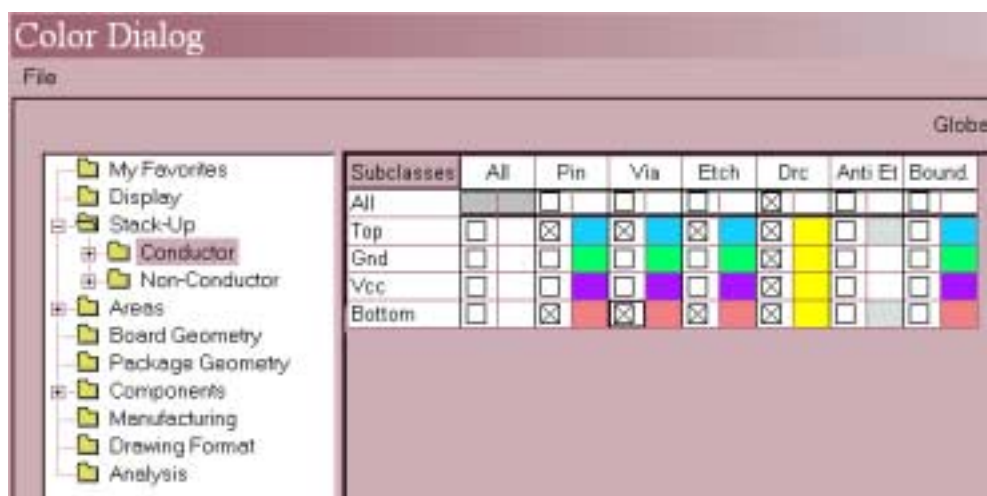 Color Dialog
File
Globa
My Favorites
Display
Stack-Up
Conductor
Non-Conductor
Areas
Board Geometry
Package Geometry
Components
Manufacturing
Drawing Format
Analysis
Subclasses All Pin Via Etch Drc Anti Et Bound.
All
Top
Gnd
Vcc
Bottom